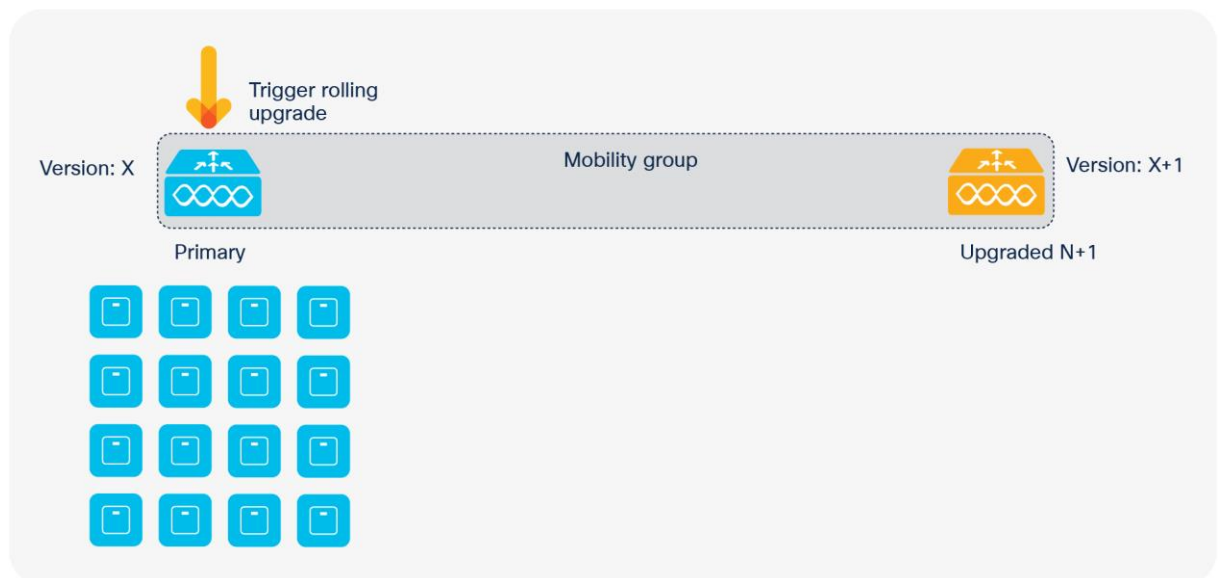 Trigger rolling
upgrade
Version: X
Mobility group
Version: X+1
Primary
Upgraded N+1